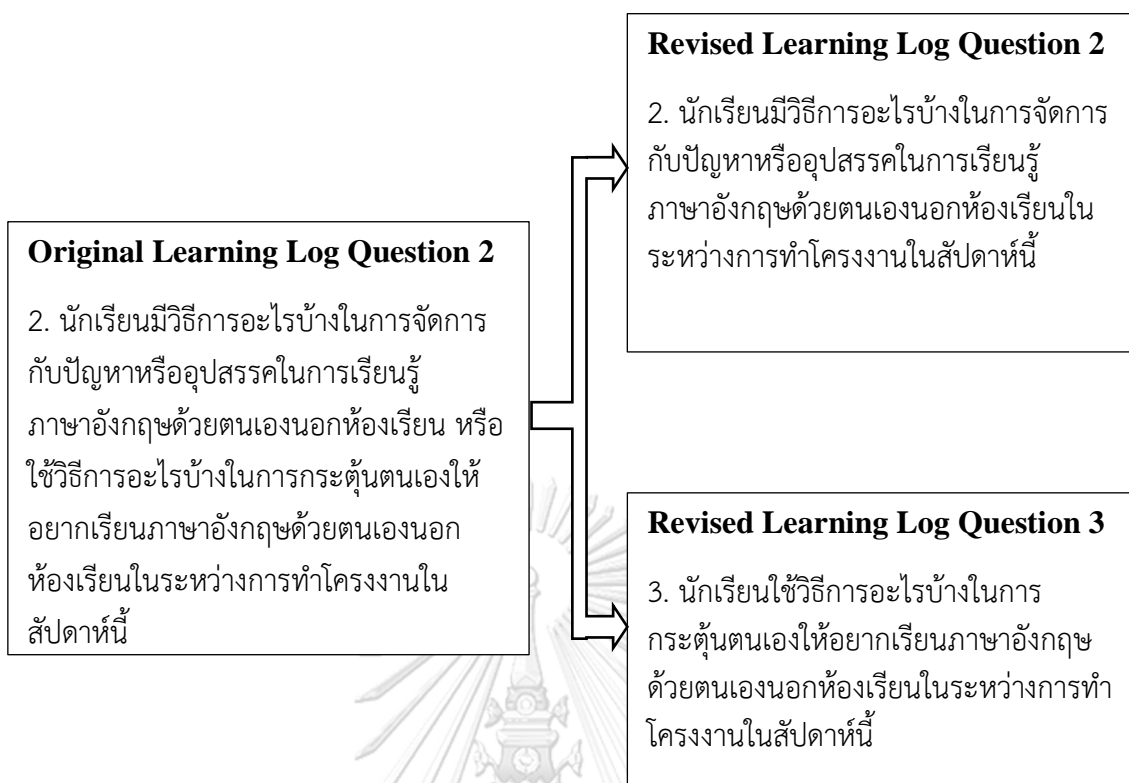 Original Learning Log Question 2
2. นักเรียนมีวิธีการอะไรบ้างในการจัดการ
กับปัญหาหรืออุปสรรคในการเรียนรู้
ภาษาอังกฤษด้วยตนเองนอกห้องเรียน หรือ
ใช้วิธีการอะไรบ้างในการกระตุ้นตนเองให้
อยากเรียนภาษาอังกฤษด้วยตนเองนอก
ห้องเรียนในระหว่างการทำโครงงานใน
สัปดาห์นี้
Revised Learning Log Question 2
2. นักเรียนมีวิธีการอะไรบ้างในการจัดการ
กับปัญหาหรืออุปสรรคในการเรียนรู้
ภาษาอังกฤษด้วยตนเองนอกห้องเรียนใน
ระหว่างการทำโครงงานในสัปดาห์นี้
Revised Learning Log Question 3
3. นักเรียนใช้วิธีการอะไรบ้างในการ
กระตุ้นตนเองให้อยากเรียนภาษาอังกฤษ
ด้วยตนเองนอกห้องเรียนในระหว่างการทำ
โครงงานในสัปดาห์นี้